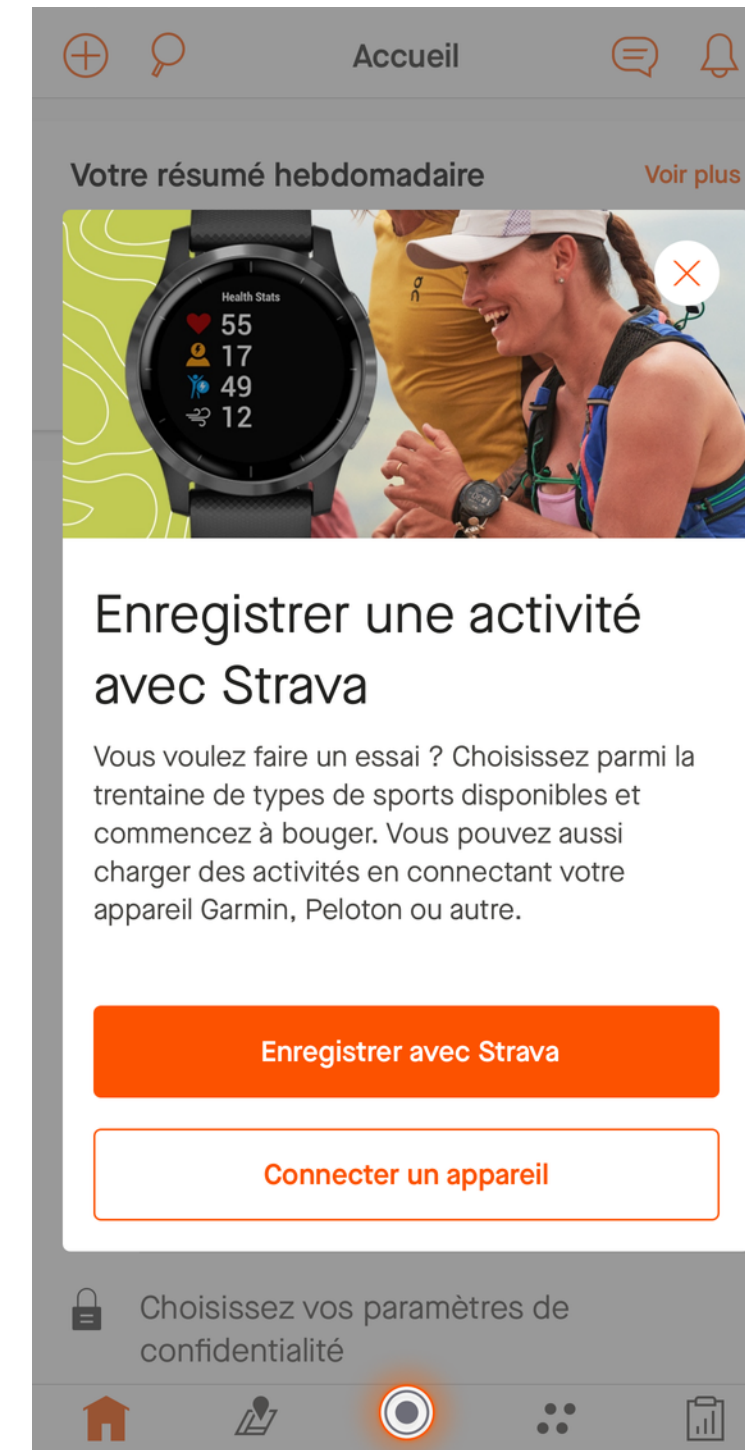 Accueil
Votre résumé hebdomadaire
Voir plus
Health Stats
55
17
49
12
Enregistrer une activité
avec Strava
Vous voulez faire un essai ? Choisissez parmi la
trentaine de types de sports disponibles et
commencez à bouger. Vous pouvez aussi
charger des activités en connectant votre
appareil Garmin, Peloton ou autre.
Enregistrer avec Strava
Connecter un appareil
Choisissez vos paramètres de
confidentialité